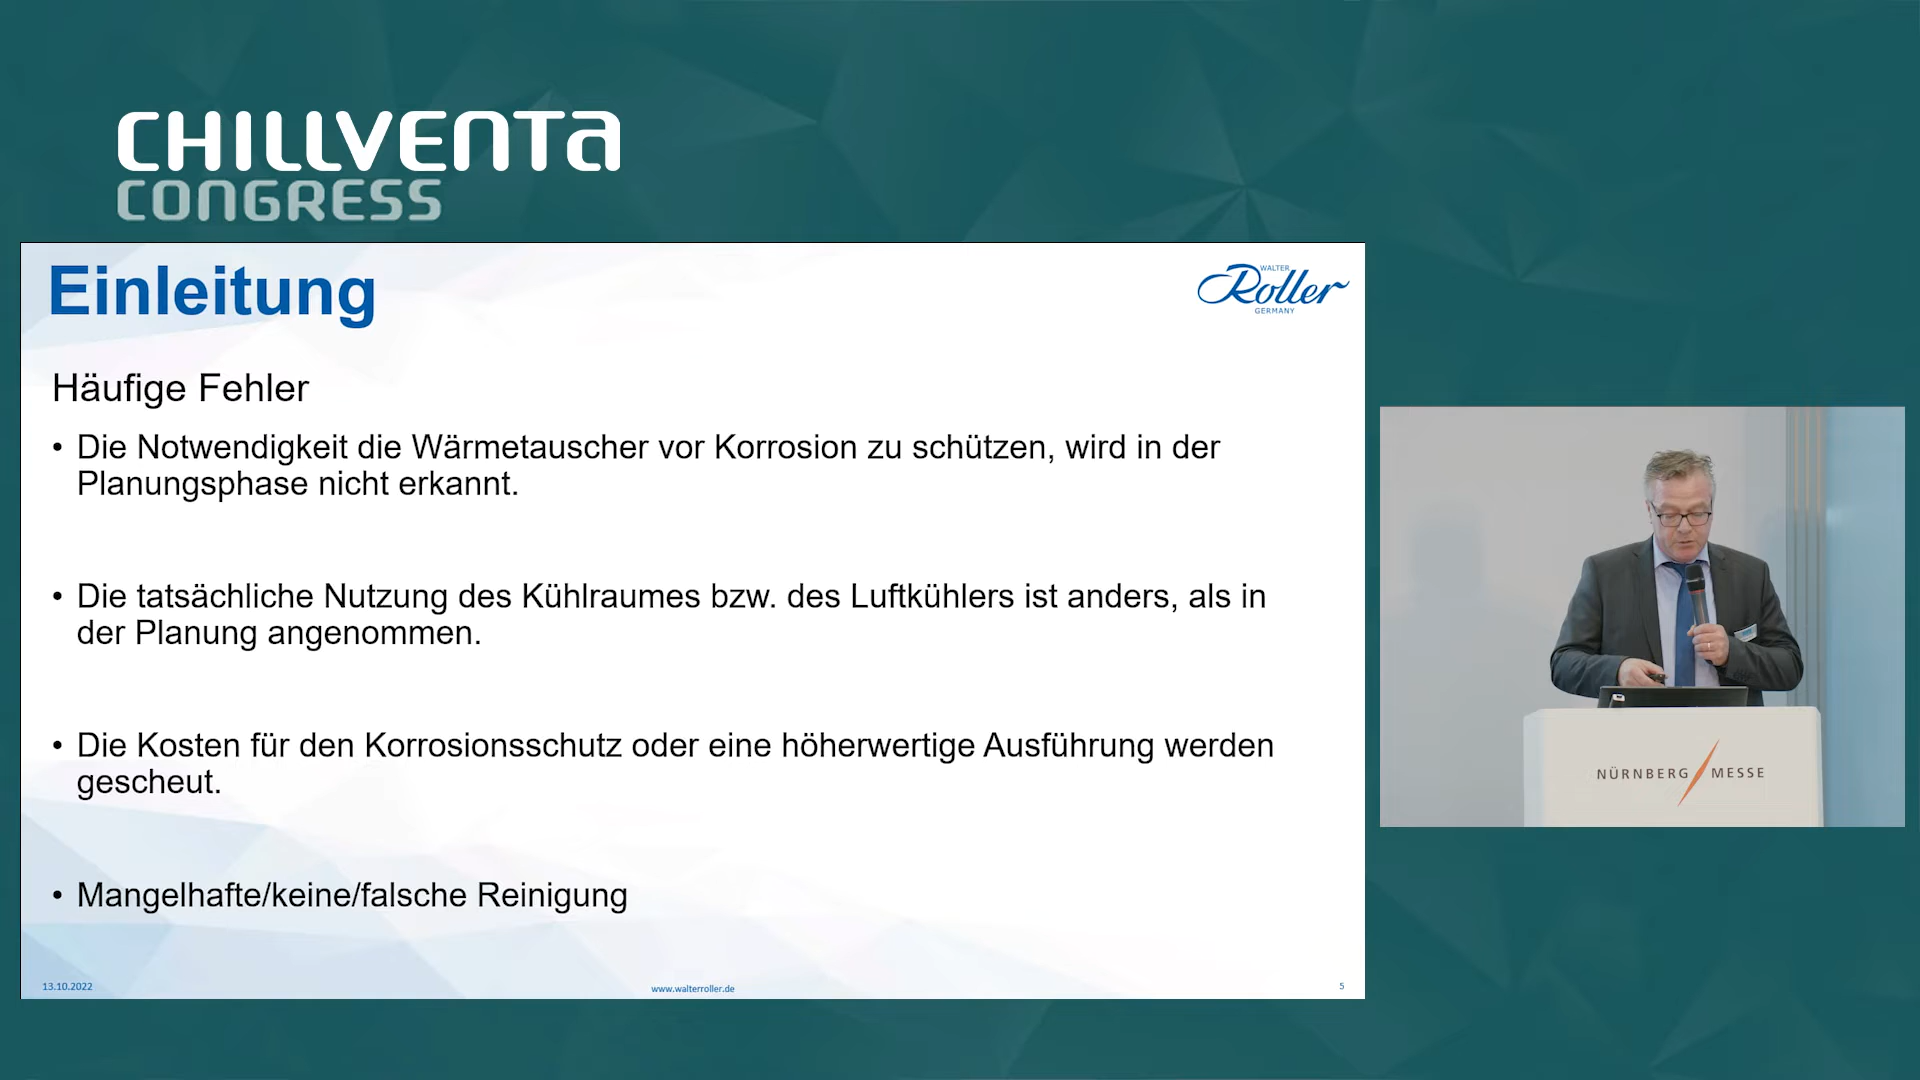 CHILLVENTA
CONGRESS
Einleitung
WALTER
Roller
GERMANY
Häufige Fehler
• Die Notwendigkeit die Wärmetauscher vor Korrosion zu schützen, wird in der
Planungsphase nicht erkannt.
• Die tatsächliche Nutzung des Kühlraumes bzw. des Luftkühlers ist anders, als in
der Planung angenommen.
• Die Kosten für den Korrosionsschutz oder eine höherwertige Ausführung werden
gescheut.
• Mangelhafte/keine/falsche Reinigung
13.10.2022
www.walterroller.de
5
NÜRNBERG MESSE